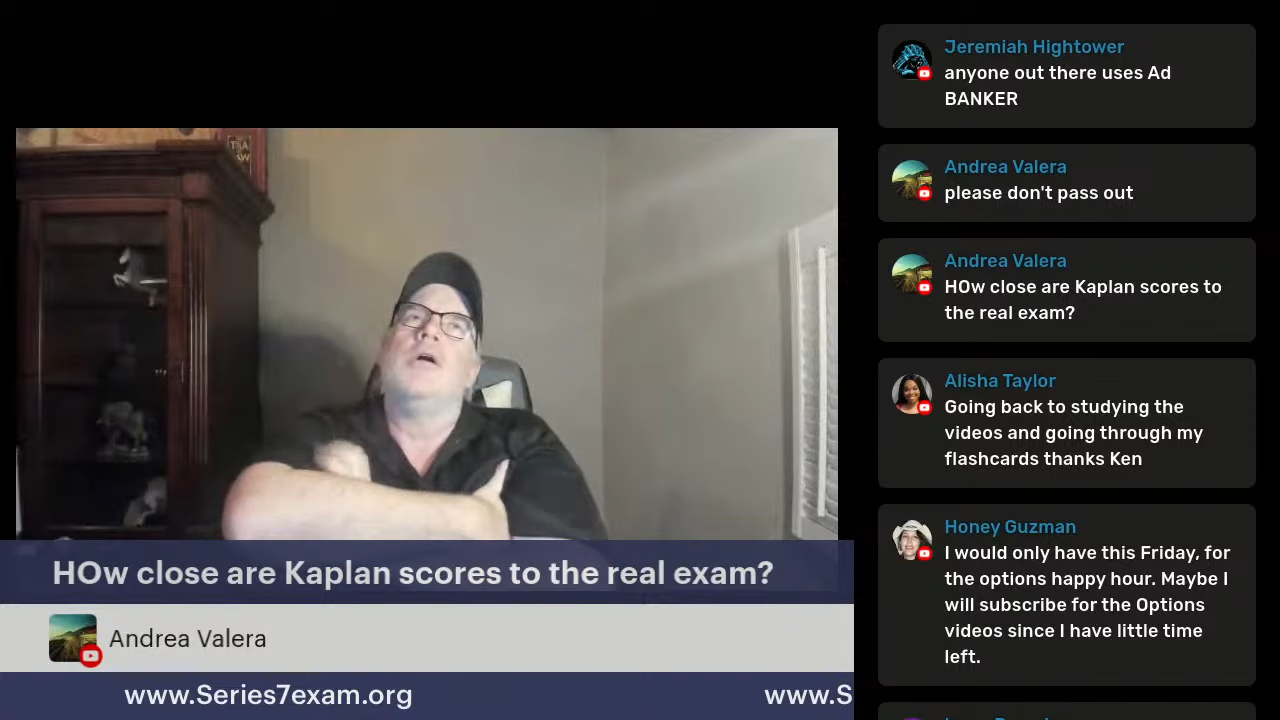 Jeremiah Hightower
anyone out there uses Ad
BANKER
Andrea Valera
please don't pass out
Andrea Valera
HOw close are Kaplan scores to
the real exam?
Alisha Taylor
Going back to studying the
videos and going through my
flashcards thanks Ken
Honey Guzman
I would only have this Friday, for
the options happy hour. Maybe I
will subscribe for the Options
videos since I have little time
left.
HOw close are Kaplan scores to the real exam?
Andrea Valera
www.Series7exam.org
www.S